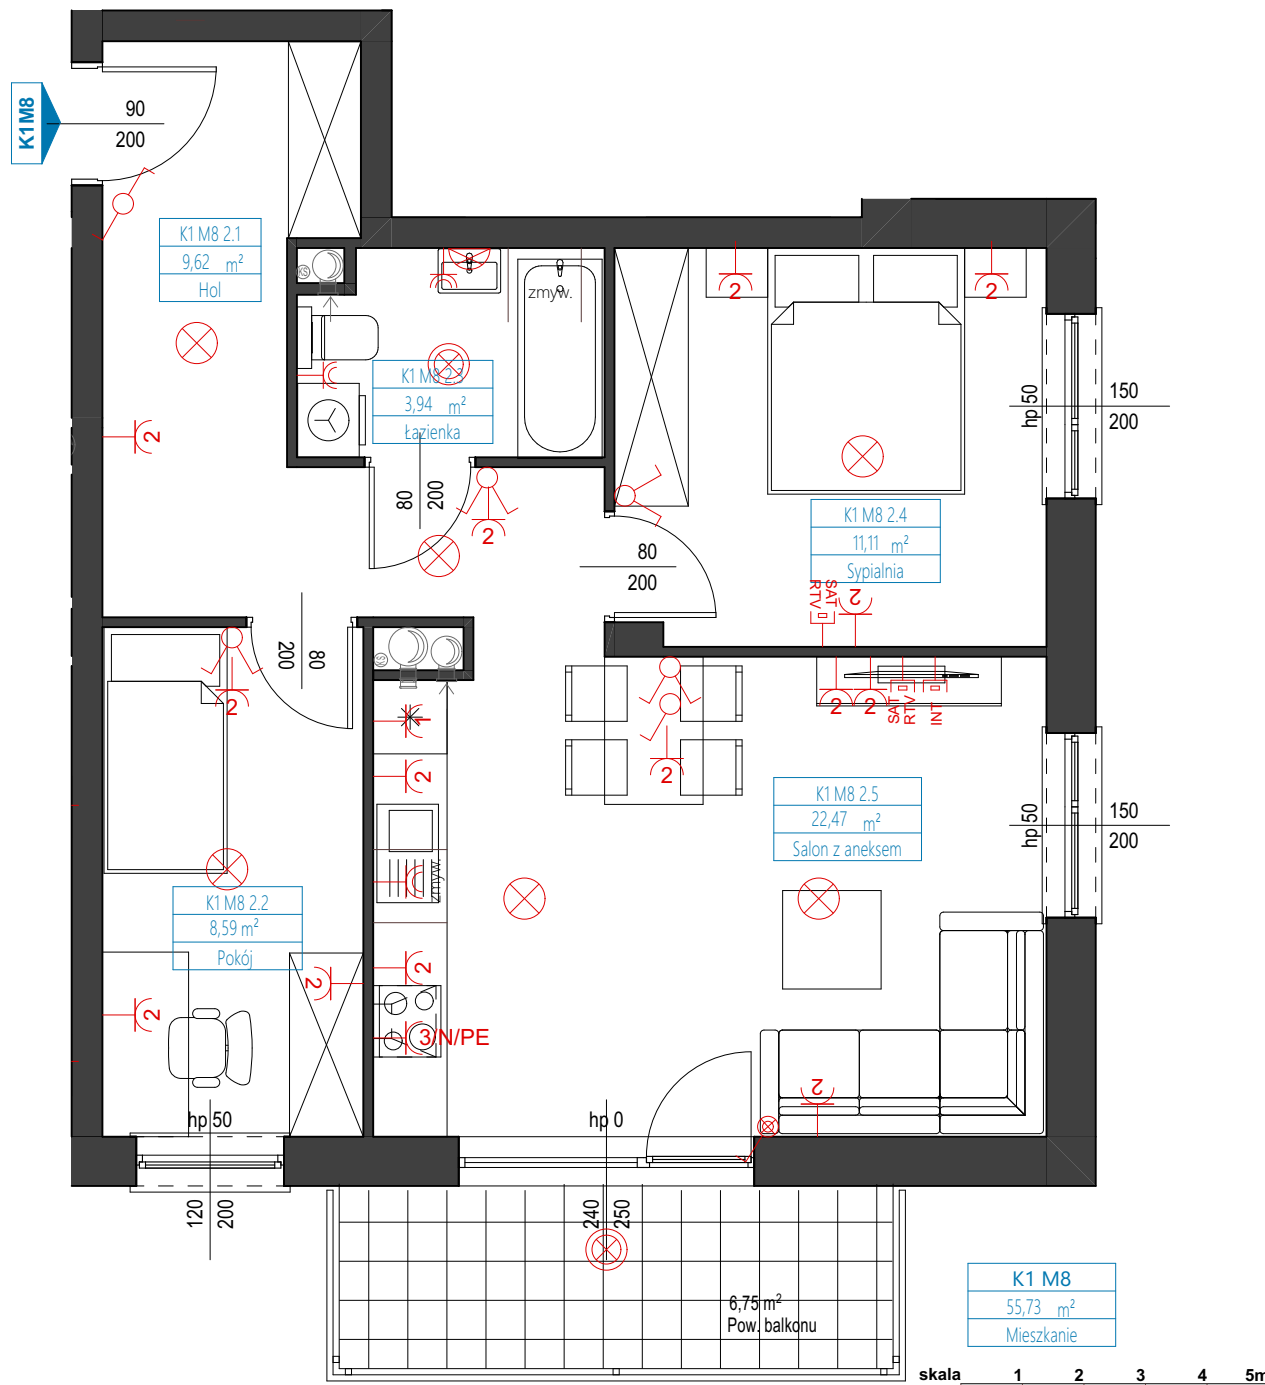 K1M8
90
200
K1 M8 2.1
9,62 m²
Hol
KS
zmyw.
K1 M8 2.3
3,94 m²
Łazienka
80
200
2
2
2
2
hp 50
150
200
K1 M8 2.4
11,11 m²
Sypialnia
80
200
SAT
RTV
2
80
200
KS
2
2
2
SAT
RTV
INT
2
2
K1 M8 2.5
22,47 m²
Salon z aneksem
hp 50
150
200
zmyw.
K1 M8 2.2
8,59 m²
Pokój
2
2
2
3/N/PE
2
hp 50
120
200
hp 0
240
250
6,75 m²
Pow. balkonu
K1 M8
55,73 m²
Mieszkanie
skala 1 2 3 4 5m